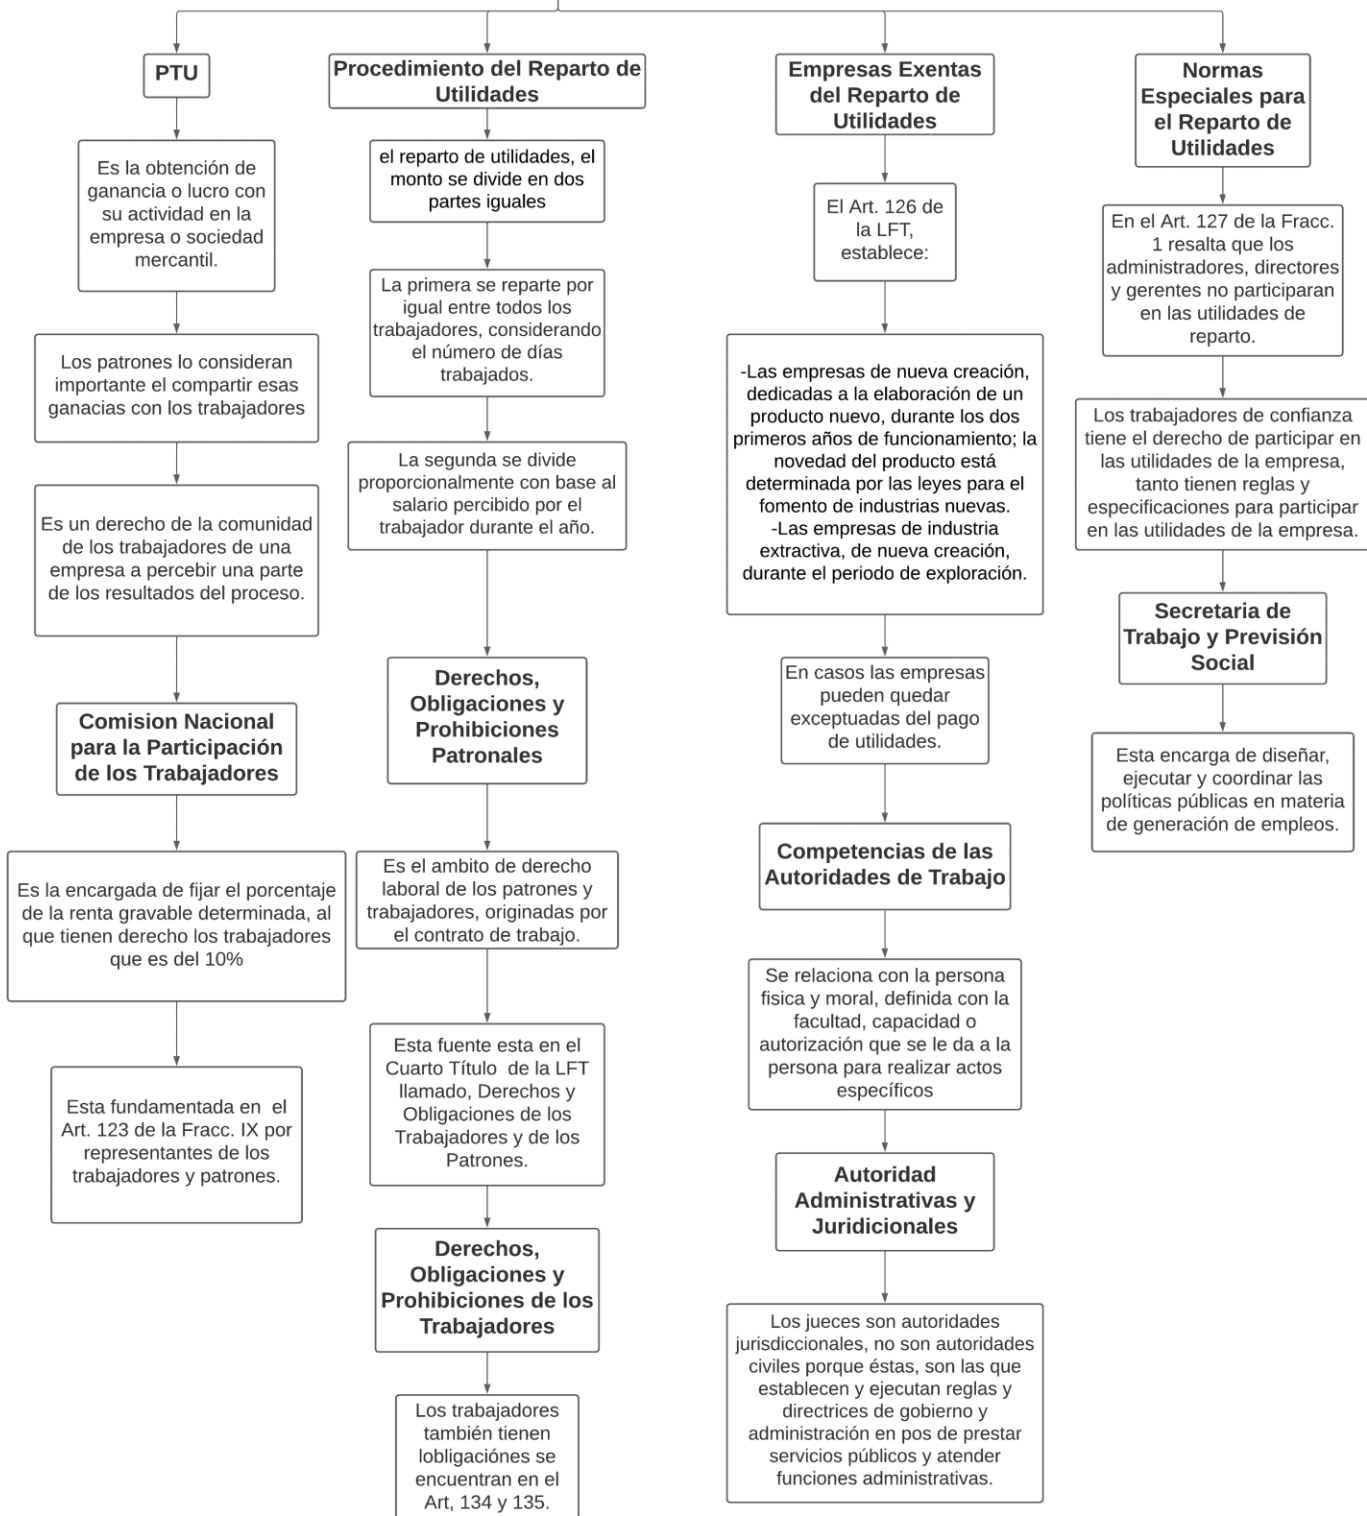 PTU
Es la obtención de
ganancia o lucro con
su actividad en la
empresa o sociedad
mercantil.
Los patrones lo consideran
importante el compartir esas
ganacias con los trabajadores
Es un derecho de la comunidad
de los trabajadores de una
empresa a percebir una parte
de los resultados del proceso.
Comision Nacional
para la Participación
de los Trabajadores
Es la encargada de fijar el porcentaje
de la renta gravable determinada, al
que tienen derecho los trabajadores
que es del 10%
Esta fundamentada en  el
Art. 123 de la Fracc. IX por
representantes de los
trabajadores y patrones.
Procedimiento del Reparto de
Utilidades
el reparto de utilidades, el
monto se divide en dos
partes iguales
La primera se reparte por
igual entre todos los
trabajadores, considerando
el número de días
trabajados.
La segunda se divide
proporcionalmente con base al
salario percibido por el
trabajador durante el año.
Derechos,
Obligaciones y
Prohibiciones
Patronales
Es el ambito de derecho
laboral de los patrones y
trabajadores, originadas por
el contrato de trabajo.
Esta fuente esta en el
Cuarto Título  de la LFT
llamado, Derechos y
Obligaciones de los
Trabajadores y de los
Patrones.
Derechos,
Obligaciones y
Prohibiciones de los
Trabajadores
Los trabajadores
también tienen
lobligaciónes se
encuentran en el
Art, 134 y 135.
Empresas Exentas
del Reparto de
Utilidades
El Art. 126 de
la LFT,
establece:
-Las empresas de nueva creación,
dedicadas a la elaboración de un
producto nuevo, durante los dos
primeros años de funcionamiento; la
novedad del producto está
determinada por las leyes para el
fomento de industrias nuevas.
-Las empresas de industria
extractiva, de nueva creación,
durante el periodo de exploración.
En casos las empresas
pueden quedar
exceptuadas del pago
de utilidades.
Competencias de las
Autoridades de Trabajo
Se relaciona con la persona
fisica y moral, definida con la
facultad, capacidad o
autorización que se le da a la
persona para realizar actos
específicos
Autoridad
Administrativas y
Juridicionales
Los jueces son autoridades
jurisdiccionales, no son autoridades
civiles porque éstas, son las que
establecen y ejecutan reglas y
directrices de gobierno y
administración en pos de prestar
servicios públicos y atender
funciones administrativas.
Normas
Especiales para
el Reparto de
Utilidades
En el Art. 127 de la Fracc.
1 resalta que los
administradores, directores
y gerentes no participaran
en las utilidades de
reparto.
Los trabajadores de confianza
tiene el derecho de participar en
las utilidades de la empresa,
tanto tienen reglas y
especificaciones para participar
en las utilidades de la empresa.
Secretaria de
Trabajo y Previsión
Social
Esta encarga de diseñar,
ejecutar y coordinar las
políticas públicas en materia
de generación de empleos.